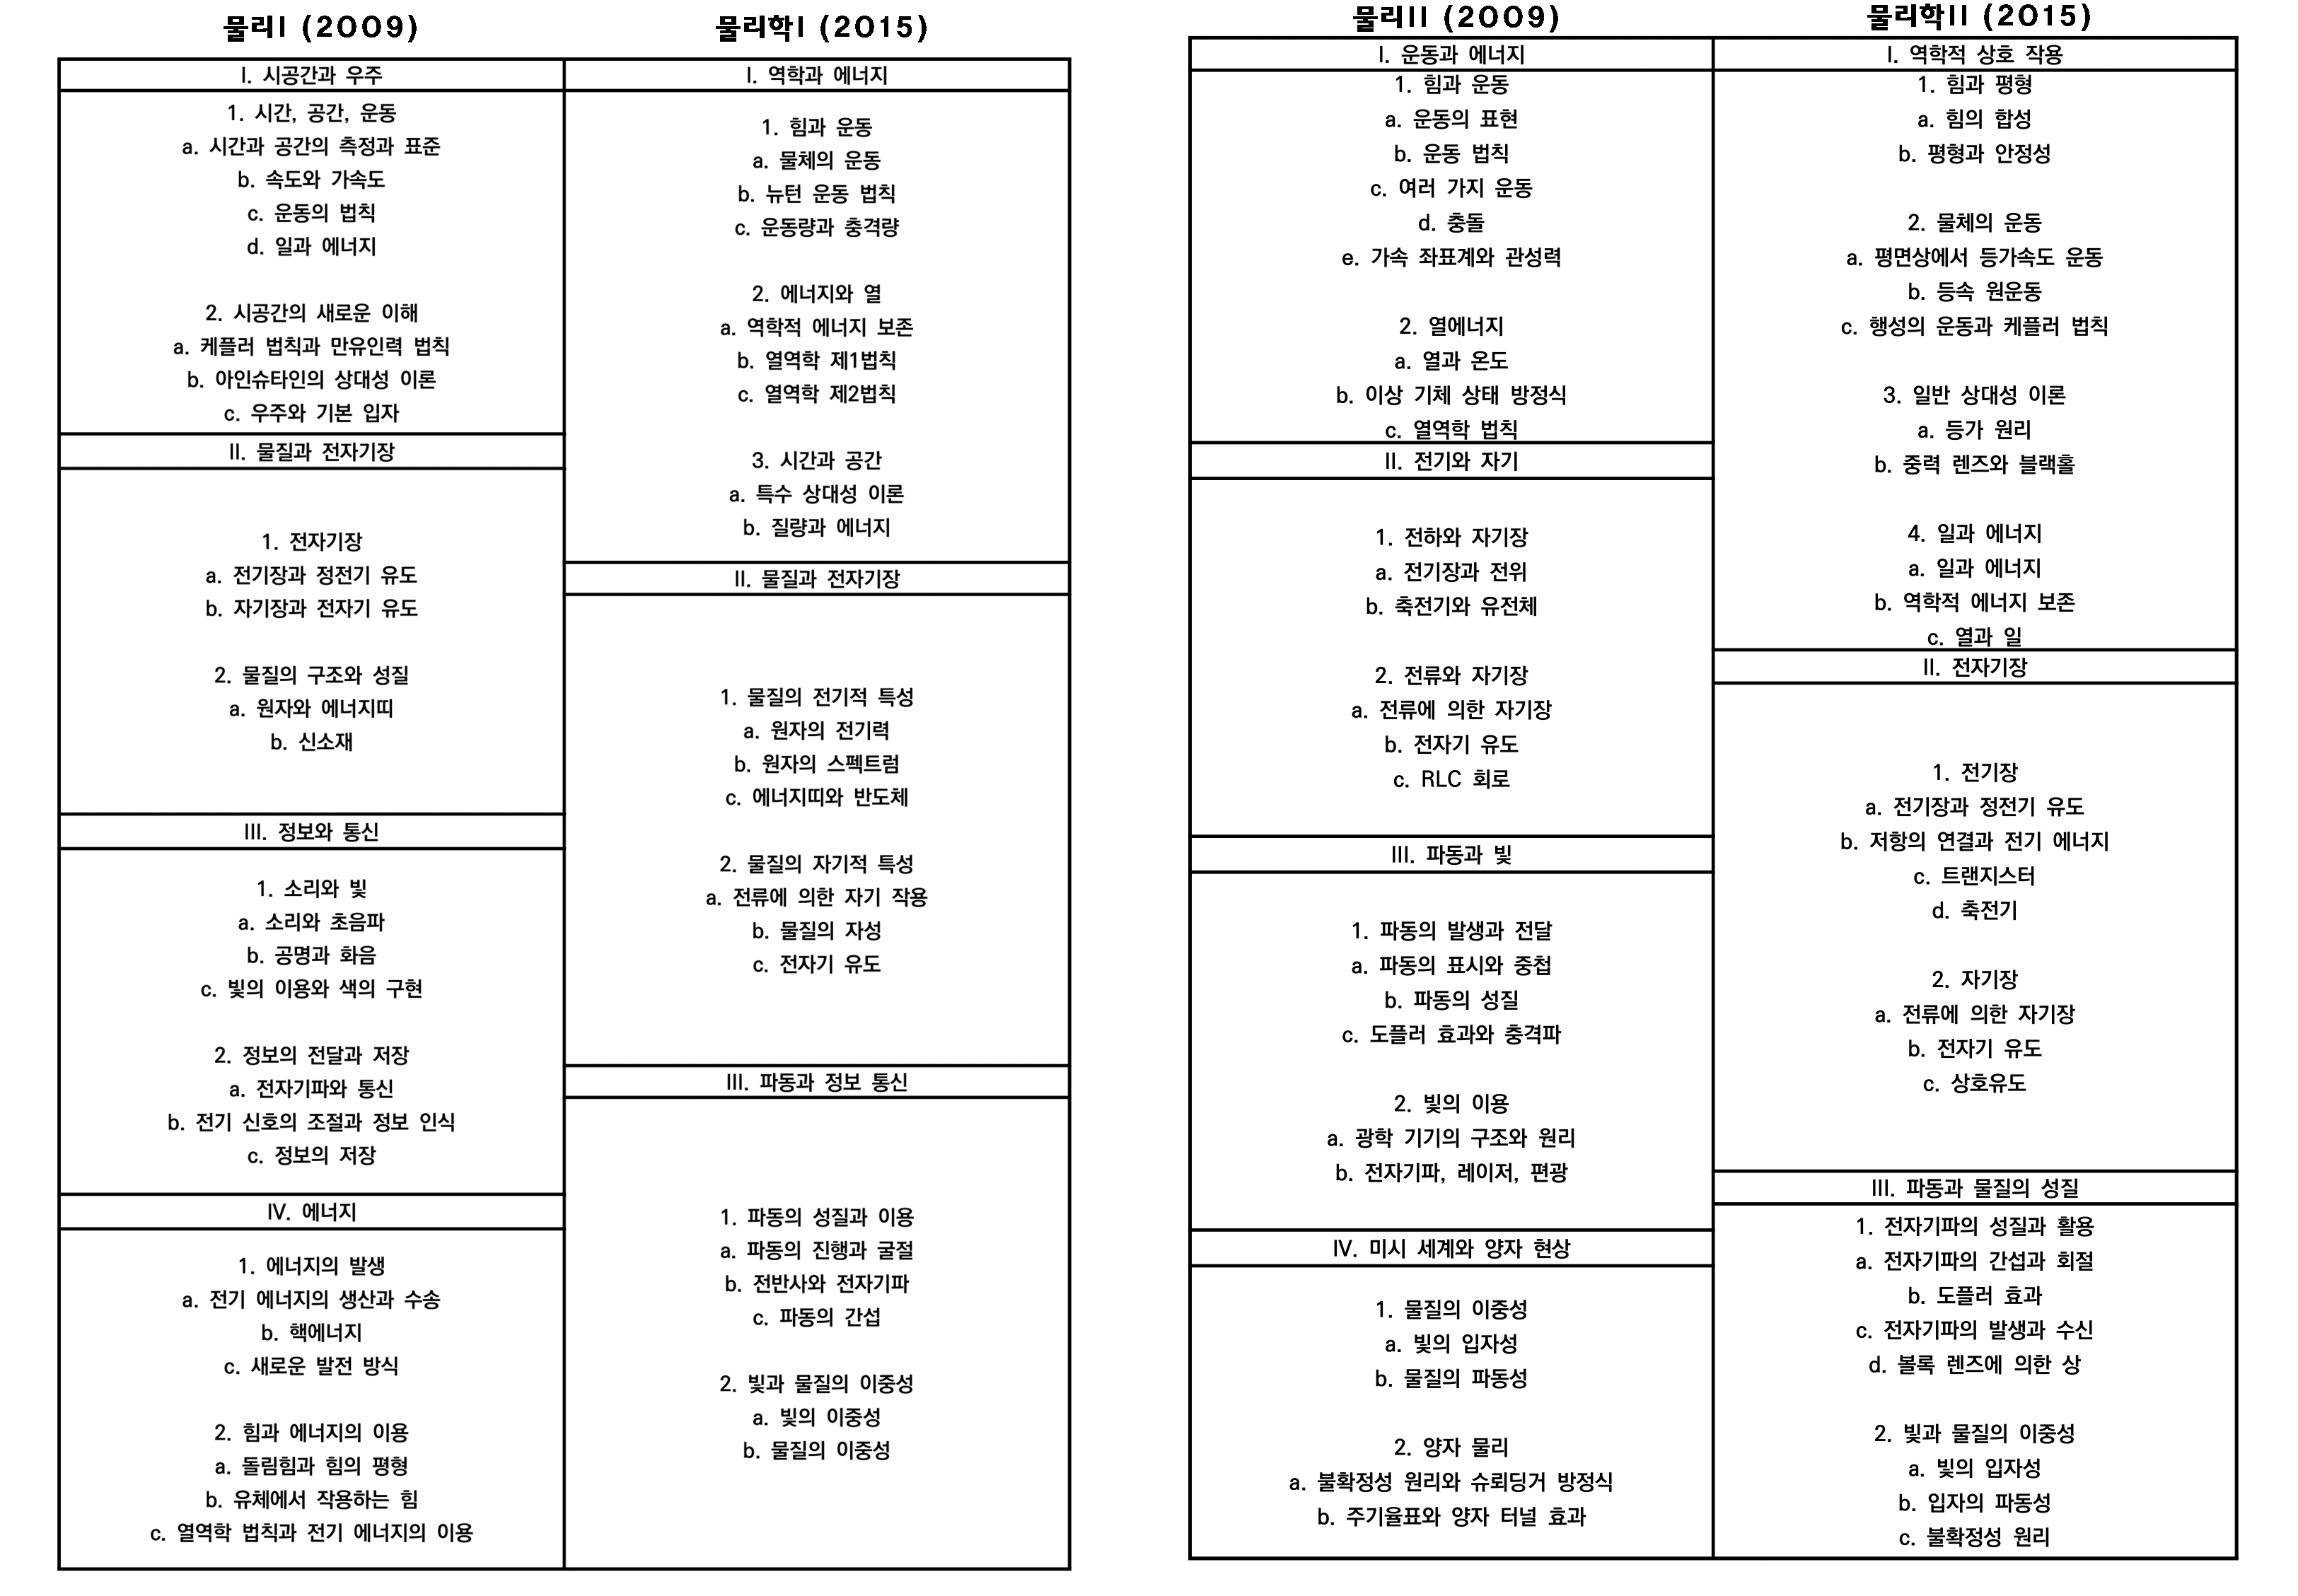 물리I (2009)
I. 시공간과 우주
1. 시간, 공간, 운동
a. 시간과 공간의 측정과 표준
b. 속도와 가속도
c. 운동의 법칙
d. 일과 에너지
2. 시공간의 새로운 이해
a. 케플러 법칙과 만유인력 법칙
b. 아인슈타인의 상대성 이론
c. 우주와 기본 입자
II. 물질과 전자기장
1. 전자기장
a. 전기장과 정전기 유도
b. 자기장과 전자기 유도
2. 물질의 구조와 성질
a. 원자와 에너지띠
b. 신소재
III. 정보와 통신
1. 소리와 빛
a. 소리와 초음파
b. 공명과 화음
c. 빛의 이용와 색의 구현
2. 정보의 전달과 저장
a. 전자기파와 통신
b. 전기 신호의 조절과 정보 인식
c. 정보의 저장
IV. 에너지
1. 에너지의 발생
a. 전기 에너지의 생산과 수송
b. 핵에너지
c. 새로운 발전 방식
2. 힘과 에너지의 이용
a. 돌림힘과 힘의 평형
b. 유체에서 작용하는 힘
c. 열역학 법칙과 전기 에너지의 이용
물리학I (2015)
I. 역학과 에너지
1. 힘과 운동
a. 물체의 운동
b. 뉴턴 운동 법칙
c. 운동량과 충격량
2. 에너지와 열
a. 역학적 에너지 보존
b. 열역학 제1법칙
c. 열역학 제2법칙
3. 시간과 공간
a. 특수 상대성 이론
b. 질량과 에너지
II. 물질과 전자기장
1. 물질의 전기적 특성
a. 원자의 전기력
b. 원자의 스펙트럼
c. 에너지띠와 반도체
2. 물질의 자기적 특성
a. 전류에 의한 자기 작용
b. 물질의 자성
c. 전자기 유도
III. 파동과 정보 통신
1. 파동의 성질과 이용
a. 파동의 진행과 굴절
b. 전반사와 전자기파
c. 파동의 간섭
2. 빛과 물질의 이중성
a. 빛의 이중성
b. 물질의 이중성
물리II (2009)
I. 운동과 에너지
1. 힘과 운동
a. 운동의 표현
b. 운동 법칙
c. 여러 가지 운동
d. 충돌
e. 가속 좌표계와 관성력
2. 열에너지
a. 열과 온도
b. 이상 기체 상태 방정식
c. 열역학 법칙
II. 전기와 자기
1. 전하와 자기장
a. 전기장과 전위
b. 축전기와 유전체
2. 전류와 자기장
a. 전류에 의한 자기장
b. 전자기 유도
c. RLC 회로
III. 파동과 빛
1. 파동의 발생과 전달
a. 파동의 표시와 중첩
b. 파동의 성질
c. 도플러 효과와 충격파
2. 빛의 이용
a. 광학 기기의 구조와 원리
b. 전자기파, 레이저, 편광
IV. 미시 세계와 양자 현상
1. 물질의 이중성
a. 빛의 입자성
b. 물질의 파동성
2. 양자 물리
a. 불확정성 원리와 슈뢰딩거 방정식
b. 주기율표와 양자 터널 효과
물리학II (2015)
I. 역학적 상호 작용
1. 힘과 평형
a. 힘의 합성
b. 평형과 안정성
2. 물체의 운동
a. 평면상에서 등가속도 운동
b. 등속 원운동
c. 행성의 운동과 케플러 법칙
3. 일반 상대성 이론
a. 등가 원리
b. 중력 렌즈와 블랙홀
4. 일과 에너지
a. 일과 에너지
b. 역학적 에너지 보존
c. 열과 일
II. 전자기장
1. 전기장
a. 전기장과 정전기 유도
b. 저항의 연결과 전기 에너지
c. 트랜지스터
d. 축전기
2. 자기장
a. 전류에 의한 자기장
b. 전자기 유도
c. 상호유도
III. 파동과 물질의 성질
1. 전자기파의 성질과 활용
a. 전자기파의 간섭과 회절
b. 도플러 효과
c. 전자기파의 발생과 수신
d. 볼록 렌즈에 의한 상
2. 빛과 물질의 이중성
a. 빛의 입자성
b. 입자의 파동성
c. 불확정성 원리